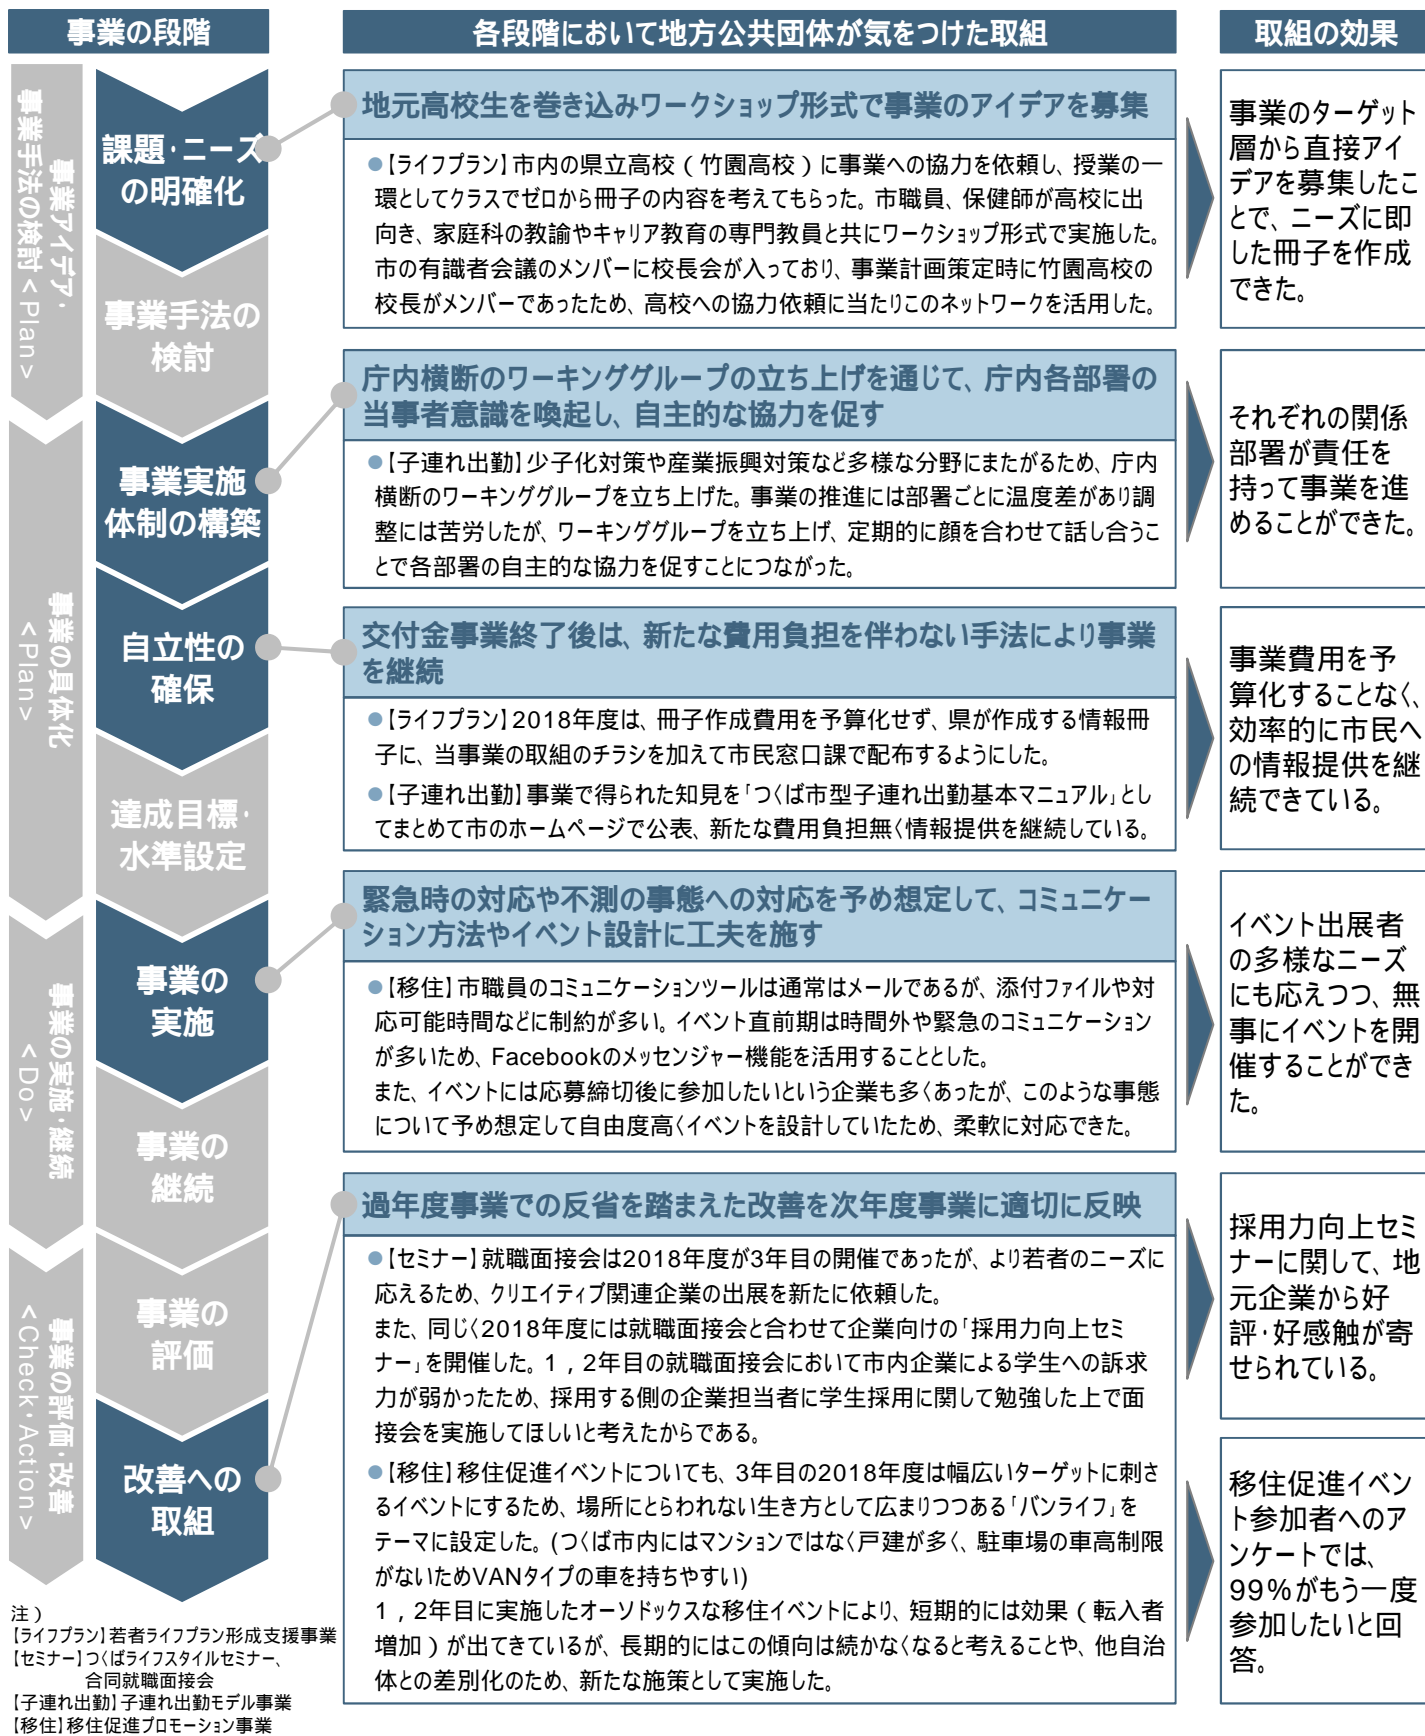 事業の段階
各段階において地方公共団体が気をつけた取組
取組の効果
事業アイデア・
事業手法の検討<Plan>
事業の具体化
<Plan>
事業の実施・継続
<Do>
事業の評価・改善
<Check・Action>
課題・ニーズ
の明確化
事業手法の
検討
事業実施
体制の構築
自立性の
確保
達成目標・
水準設定
事業の
実施
事業の
継続
事業の
評価
改善への
取組
地元高校生を巻き込みワークショップ形式で事業のアイデアを募集
●【ライフプラン】市内の県立高校(竹園高校)に事業への協力を依頼し、授業の一
環としてクラスでゼロから冊子の内容を考えてもらった。市職員、保健師が高校に出
向き、家庭科の教諭やキャリア教育の専門教員と共にワークショップ形式で実施した。
市の有識者会議のメンバーに校長会が入っており、事業計画策定時に竹園高校の
校長がメンバーであったため、高校への協力依頼に当たりこのネットワークを活用した。
事業のターゲット
層から直接アイ
デアを募集したこ
とで、ニーズに即
した冊子を作成
できた。
庁内横断のワーキンググループの立ち上げを通じて、庁内各部署の
当事者意識を喚起し、自主的な協力を促す
●【子連れ出勤】少子化対策や産業振興対策など多様な分野にまたがるため、庁内
横断のワーキンググループを立ち上げた。事業の推進には部署ごとに温度差があり調
整には苦労したが、ワーキンググループを立ち上げ、定期的に顔を合わせて話し合うこ
とで各部署の自主的な協力を促すことにつながった。
それぞれの関係
部署が責任を
持って事業を進
めることができた。
交付金事業終了後は、新たな費用負担を伴わない手法により事業
を継続
●【ライフプラン】2018年度は、冊子作成費用を予算化せず、県が作成する情報冊
子に、当事業の取組のチラシを加えて市民窓口課で配布するようにした。
●【子連れ出勤】事業で得られた知見を「つくば市型子連れ出勤基本マニュアル」とし
てまとめて市のホームページで公表、新たな費用負担無く情報提供を継続している。
事業費用を予
算化することなく、
効率的に市民へ
の情報提供を継
続できている。
緊急時の対応や不測の事態への対応を予め想定して、コミュニケー
ション方法やイベント設計に工夫を施す
●【移住】市職員のコミュニケーションツールは通常はメールであるが、添付ファイルや対
応可能時間などに制約が多い。イベント直前期は時間外や緊急のコミュニケーション
が多いため、Facebookのメッセンジャー機能を活用することとした。
また、イベントには応募締切後に参加したいという企業も多くあったが、このような事態
について予め想定して自由度高くイベントを設計していたため、柔軟に対応できた。
イベント出展者
の多様なニーズ
にも応えつつ、無
事にイベントを開
催することができ
た。
過年度事業での反省を踏まえた改善を次年度事業に適切に反映
●【セミナー】就職面接会は2018年度が3年目の開催であったが、より若者のニーズに
応えるため、クリエイティブ関連企業の出展を新たに依頼した。
また、同じく2018年度には就職面接会と合わせて企業向けの「採用力向上セミ
ナー」を開催した。1,2年目の就職面接会において市内企業による学生への訴求
力が弱かったため、採用する側の企業担当者に学生採用に関して勉強した上で面
接会を実施してほしいと考えたからである。
●【移住】移住促進イベントについても、3年目の2018年度は幅広いターゲットに刺さ
るイベントにするため、場所にとらわれない生き方として広まりつつある「バンライフ」を
テーマに設定した。(つくば市内にはマンションではなく戸建が多く、駐車場の車高制限
がないためVANタイプの車を持ちやすい)
1,2年目に実施したオーソドックスな移住イベントにより、短期的には効果(転入者
増加)が出てきているが、長期的にはこの傾向は続かなくなると考えることや、他自治
体との差別化のため、新たな施策として実施した。
採用力向上セミ
ナーに関して、地
元企業から好
評・好感触が寄
せられている。
移住促進イベン
ト参加者へのア
ンケートでは、
99%がもう一度
参加したいと回
答。
注)
【ライフプラン】若者ライフプラン形成支援事業
【セミナー】つくばライフスタイルセミナー、
合同就職面接会
【子連れ出勤】子連れ出勤モデル事業
【移住】移住促進プロモーション事業